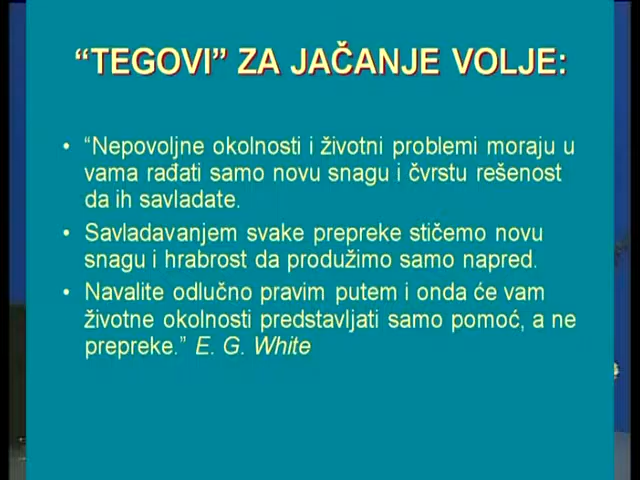 “TEGOVI” ZA JAČANJE VOLJE:
• “Nepovoljne okolnosti i životni problemi moraju u
vama rađati samo novu snagu i čvrstu rešenost
da ih savladate.
• Savladavanjem svake prepreke stičemo novu
snagu i hrabrost da produžimo samo napred.
• Navalite odlučno pravim putem i onda će vam
životne okolnosti predstavljati samo pomoć, a ne
prepreke.” E. G. White